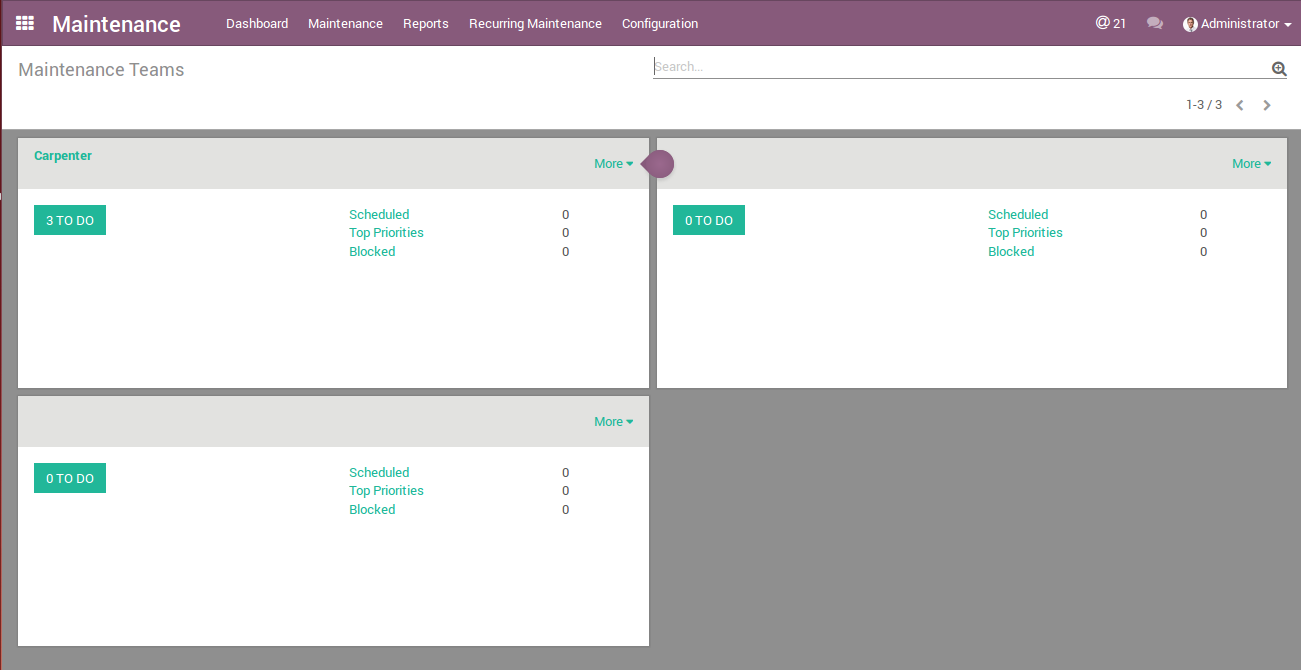 Maintenance Dashboard Maintenance Reports Recurring Maintenance Configuration @ 21 Administrator
Maintenance Teams Search...
1-3 / 3
Carpenter More More
3 TO DO Scheduled 0 0 TO DO Scheduled 0
Top Priorities 0 Top Priorities 0
Blocked 0 Blocked 0
More
0 TO DO Scheduled 0
Top Priorities 0
Blocked 0